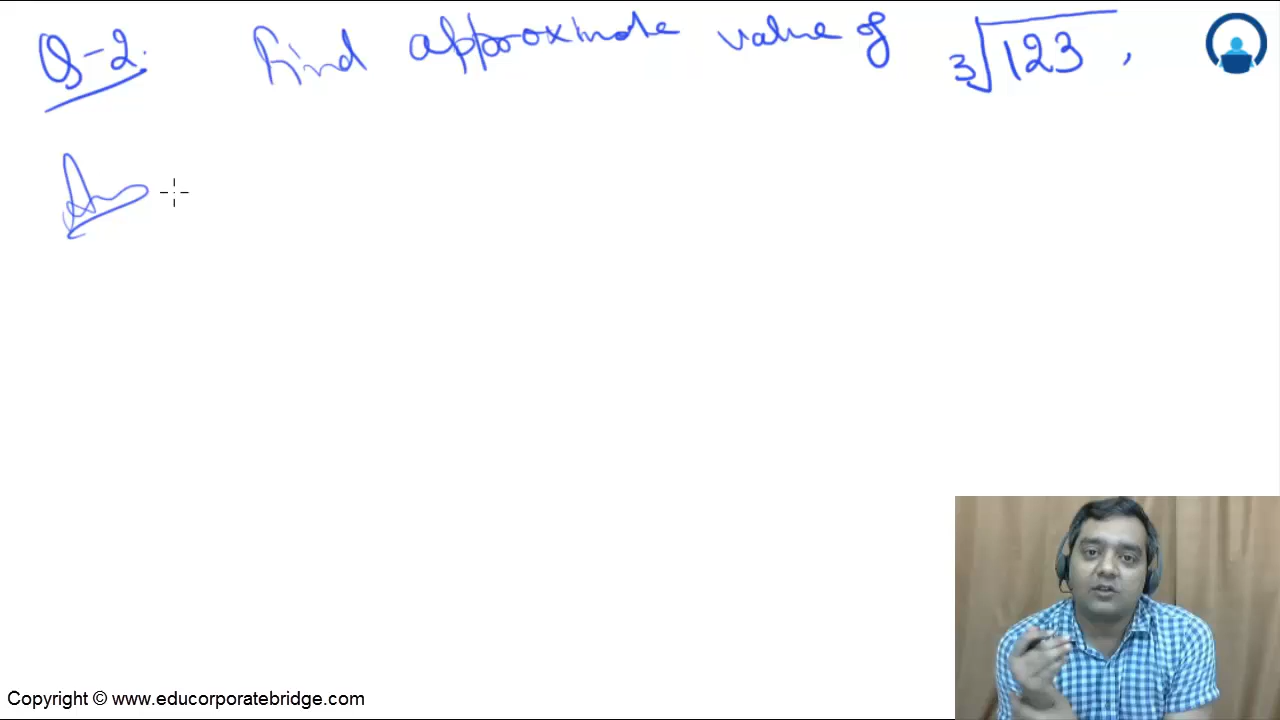 Q-2. Find approximate value of ∛123,
Ans
Copyright © www.educorporatebridge.com